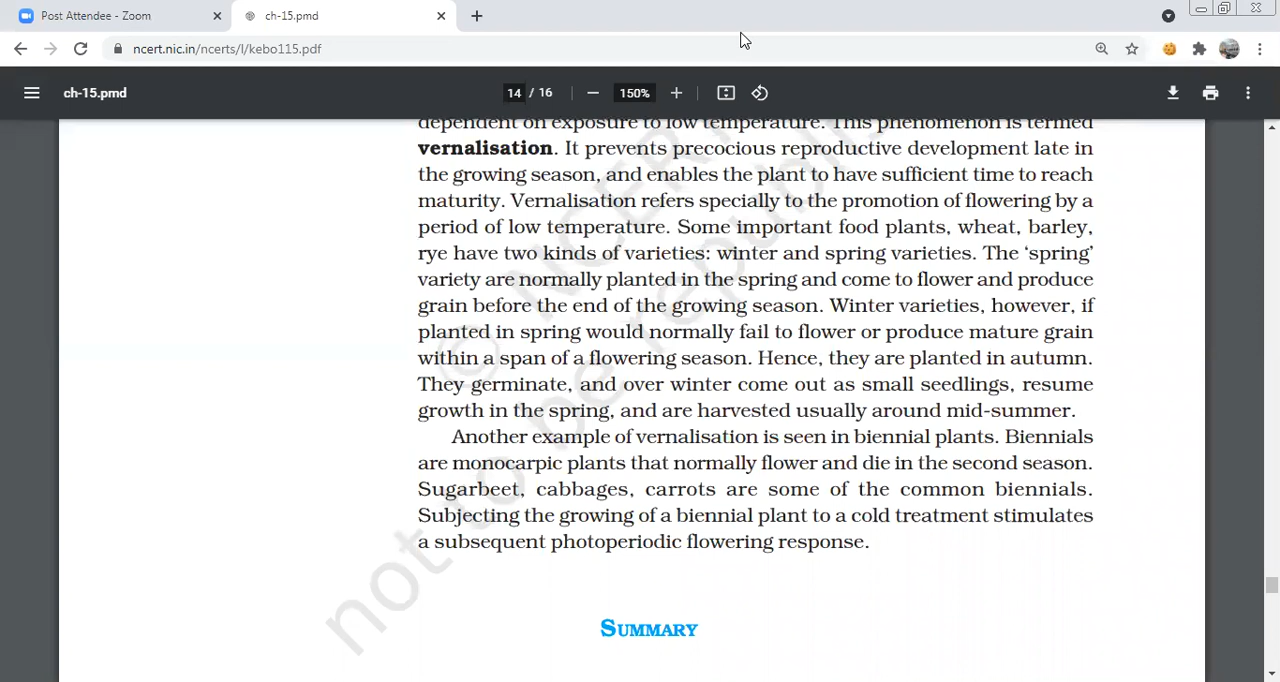 Post Attendee - Zoom
ch-15.pmd
ncert.nic.in/ncerts/l/kebo115.pdf
ch-15.pmd
14 / 16
150%
dependent on exposure to low temperature. This phenomenon is termed
vernalisation. It prevents precocious reproductive development late in
the growing season, and enables the plant to have sufficient time to reach
maturity. Vernalisation refers specially to the promotion of flowering by a
period of low temperature. Some important food plants, wheat, barley,
rye have two kinds of varieties: winter and spring varieties. The ‘spring’
variety are normally planted in the spring and come to flower and produce
grain before the end of the growing season. Winter varieties, however, if
planted in spring would normally fail to flower or produce mature grain
within a span of a flowering season. Hence, they are planted in autumn.
They germinate, and over winter come out as small seedlings, resume
growth in the spring, and are harvested usually around mid-summer.
Another example of vernalisation is seen in biennial plants. Biennials
are monocarpic plants that normally flower and die in the second season.
Sugarbeet, cabbages, carrots are some of the common biennials.
Subjecting the growing of a biennial plant to a cold treatment stimulates
a subsequent photoperiodic flowering response.
SUMMARY
© NCERT
not to be republis